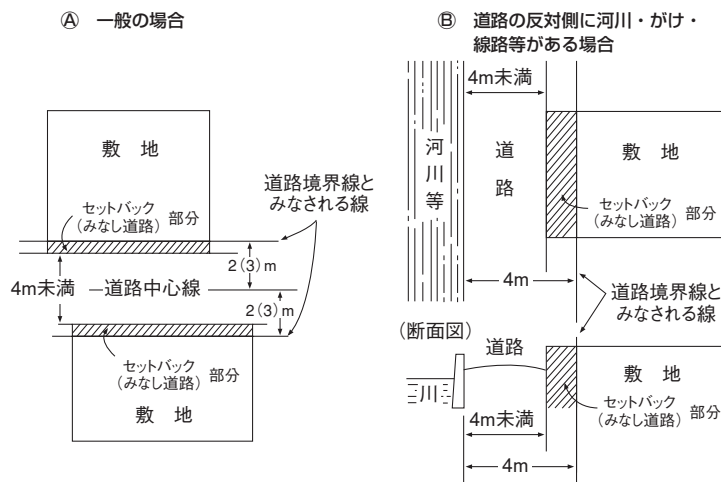 Ⓐ 一般の場合
敷 地
セットバック
(みなし道路)部分
道路境界線と
みなされる線
2(3)m
4m未満
道路中心線
2(3)m
セットバック
(みなし道路)部分
敷 地
Ⓑ 道路の反対側に河川・がけ・
線路等がある場合
4m未満
河川等
道路
敷 地
セットバック
(みなし道路)部分
4m
道路境界線と
みなされる線
(断面図)
道路
川
敷 地
セットバック
(みなし道路)部分
4m未満
4m